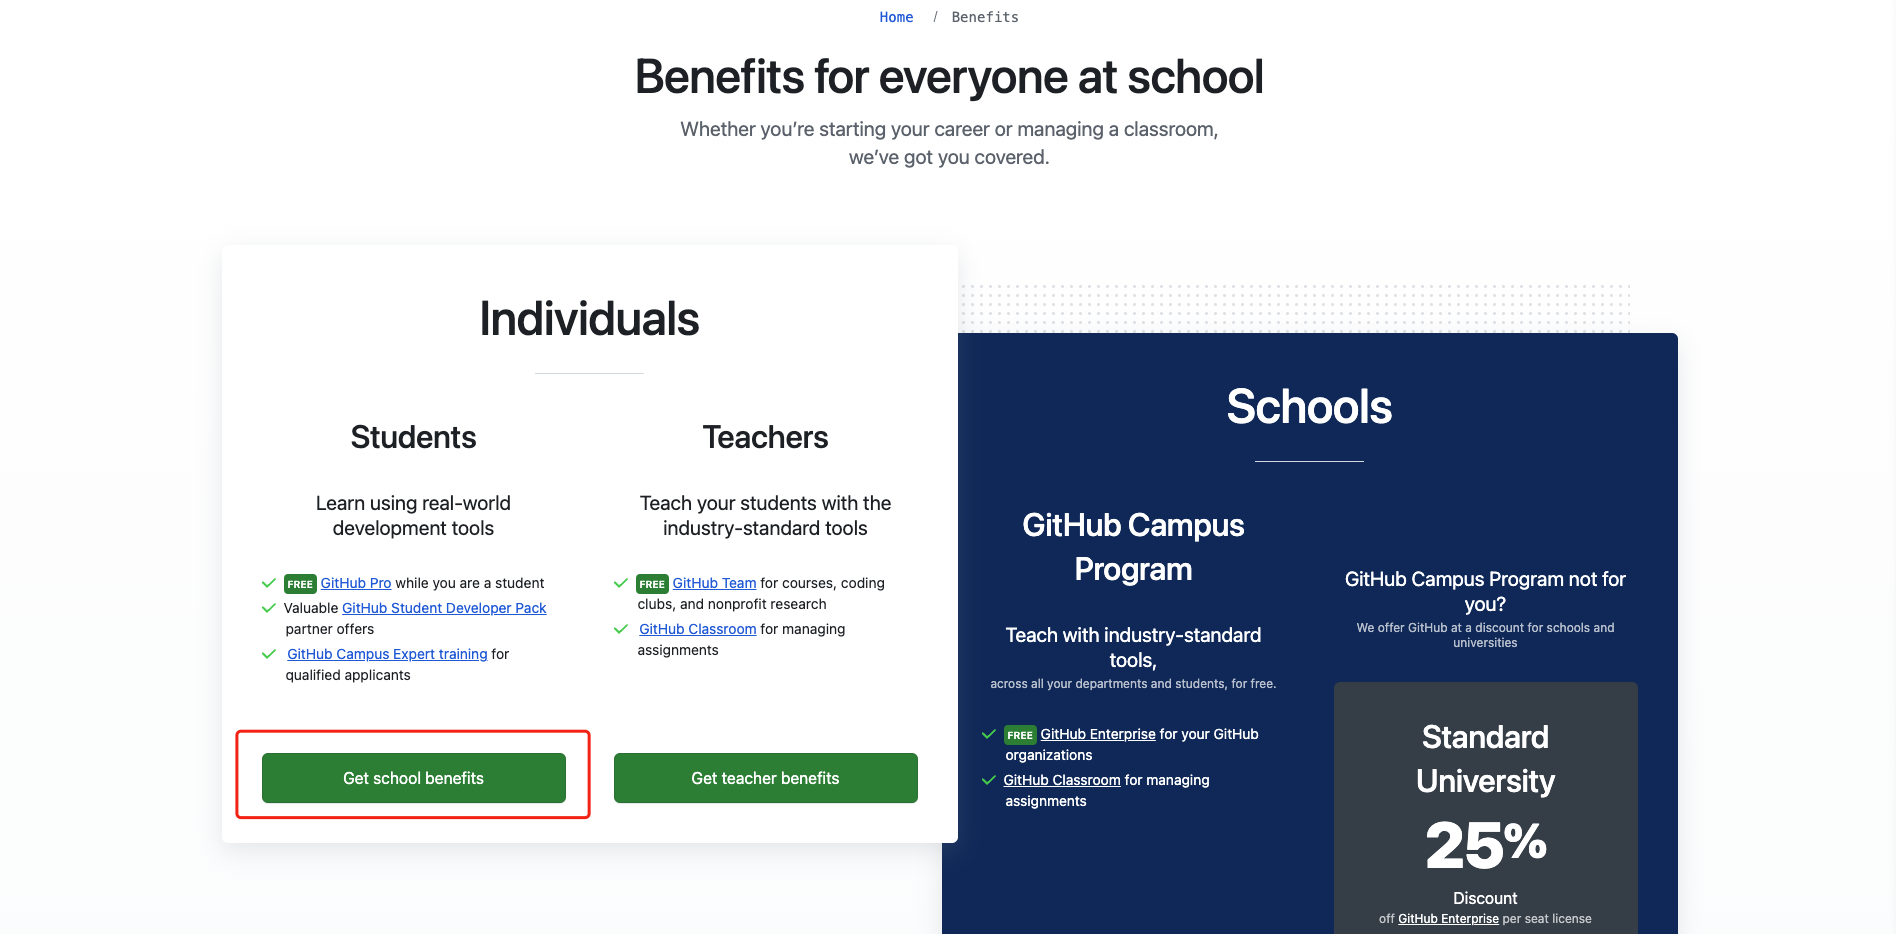 Home / Benefits
Benefits for everyone at school
Whether you’re starting your career or managing a classroom,
we’ve got you covered.
Individuals
Students
Learn using real-world
development tools
FREE GitHub Pro while you are a student
Valuable GitHub Student Developer Pack
partner offers
GitHub Campus Expert training for
qualified applicants
Get school benefits
Teachers
Teach your students with the
industry-standard tools
FREE GitHub Team for courses, coding
clubs, and nonprofit research
GitHub Classroom for managing
assignments
Get teacher benefits
Schools
GitHub Campus
Program
Teach with industry-standard
tools,
across all your departments and students, for free.
FREE GitHub Enterprise for your GitHub
organizations
GitHub Classroom for managing
assignments
GitHub Campus Program not for
you?
We offer GitHub at a discount for schools and
universities
Standard
University
25%
Discount
off GitHub Enterprise per seat license